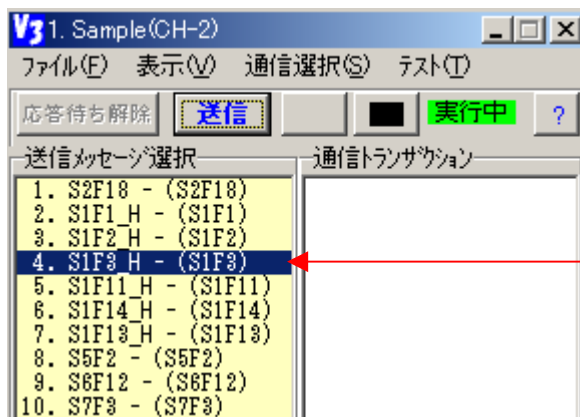 V3 1. Sample(CH-2)
ファイル(F) 表示(V) 通信選択(S) テスト(T)
応答待ち解除 送信 実行中 ?
送信メッセージ選択 通信トランザクション
1. S2F18 - (S2F18)
2. S1F1_H - (S1F1)
3. S1F2_H - (S1F2)
4. S1F3_H - (S1F3)
5. S1F11_H - (S1F11)
6. S1F14_H - (S1F14)
7. S1F13_H - (S1F13)
8. S5F2 - (S5F2)
9. S6F12 - (S6F12)
10. S7F3 - (S7F3)